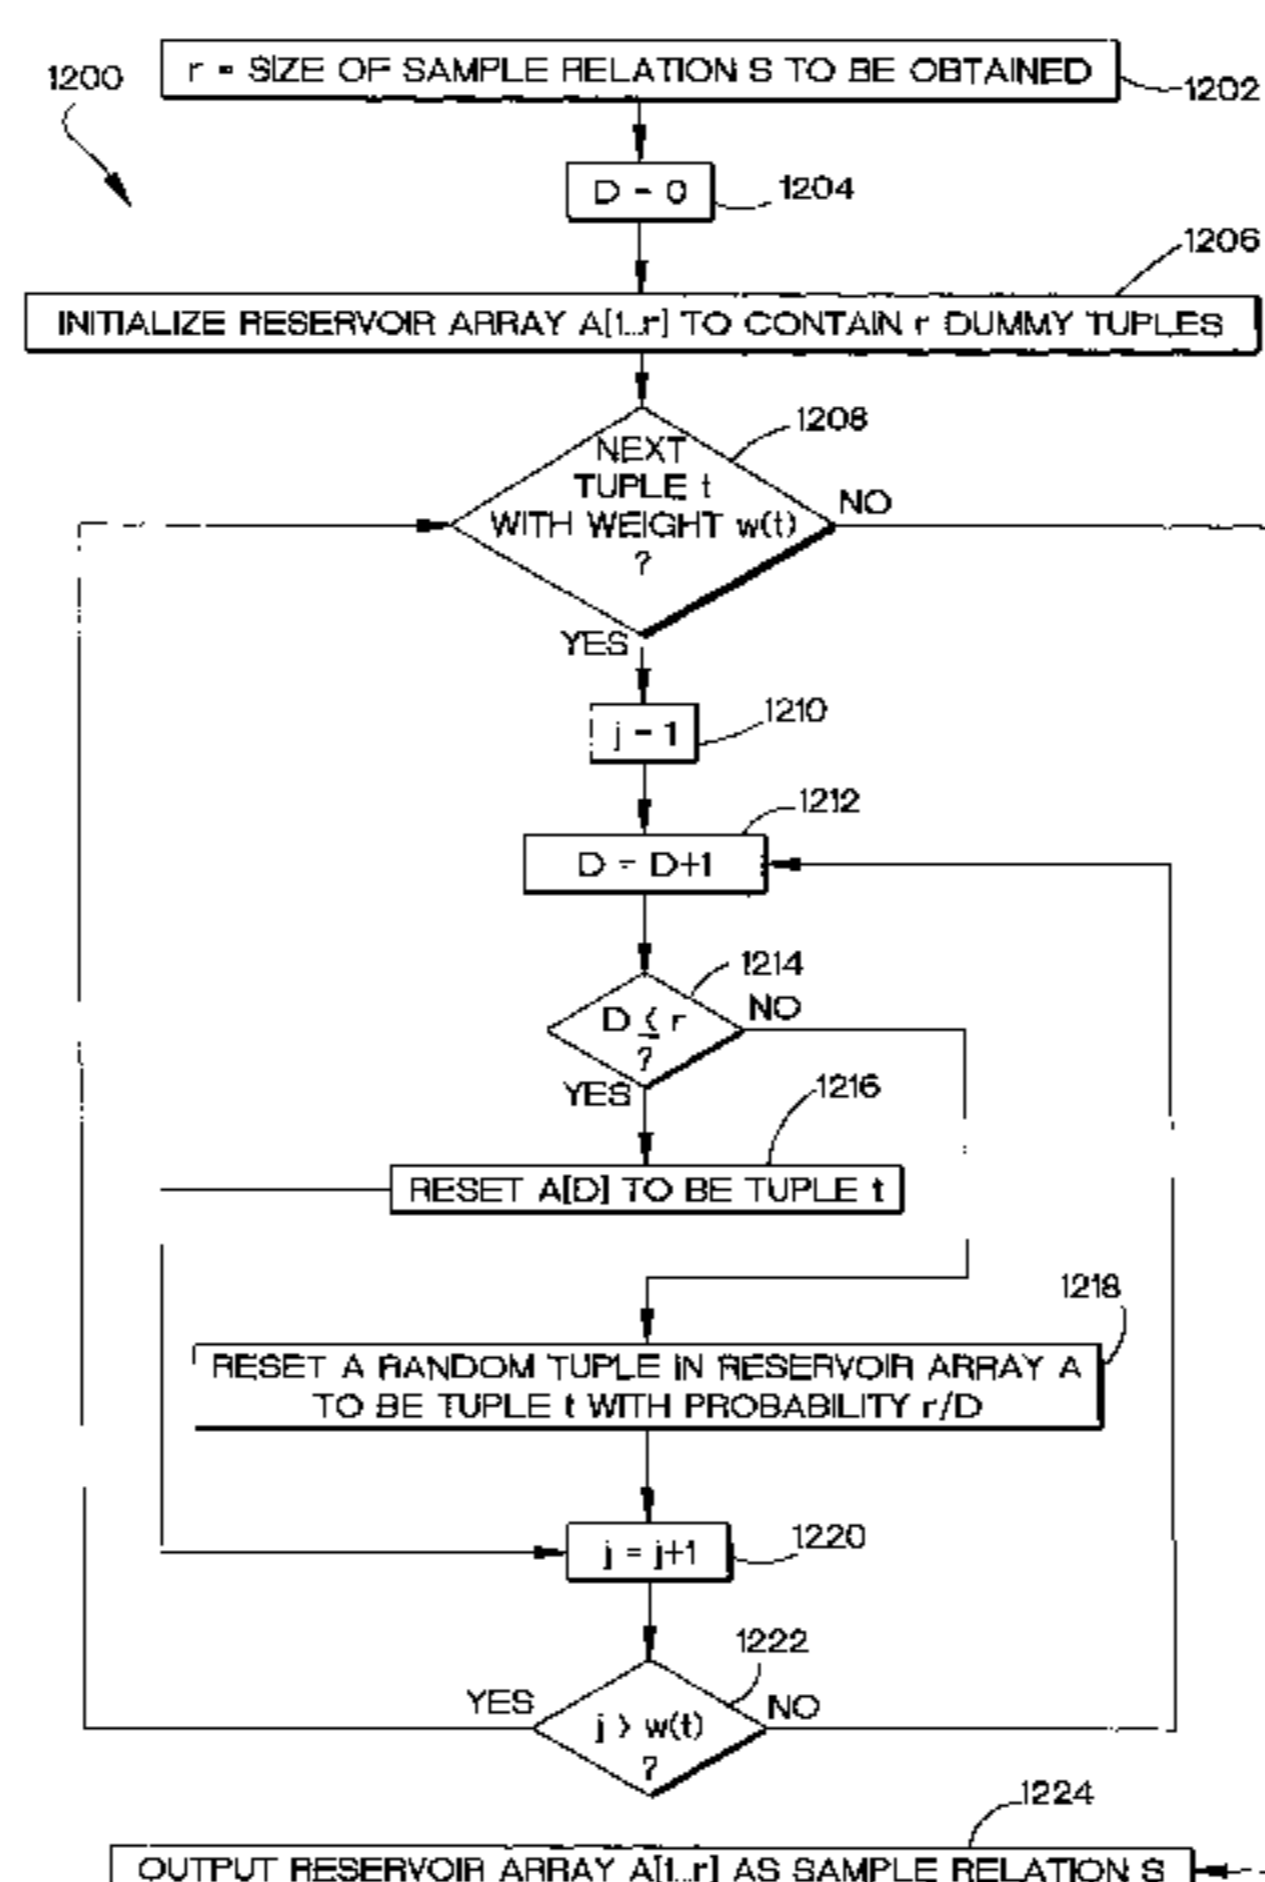 1200
r = SIZE OF SAMPLE RELATION S TO BE OBTAINED
1202
D = 0
1204
1206
INITIALIZE RESERVOIR ARRAY A[1...r] TO CONTAIN r DUMMY TUPLES
1208
NEXT
TUPLE t
WITH WEIGHT w(t)
?
NO
YES
j = 1
1210
1212
D = D+1
1214
D ≤ r
?
NO
YES
1216
RESET A[D] TO BE TUPLE t
1218
RESET A RANDOM TUPLE IN RESERVOIR ARRAY A
TO BE TUPLE t WITH PROBABILITY r/D
j = j+1
1220
1222
YES
j > w(t)
?
NO
1224
OUTPUT RESERVOIR ARRAY A[1...r] AS SAMPLE RELATION S